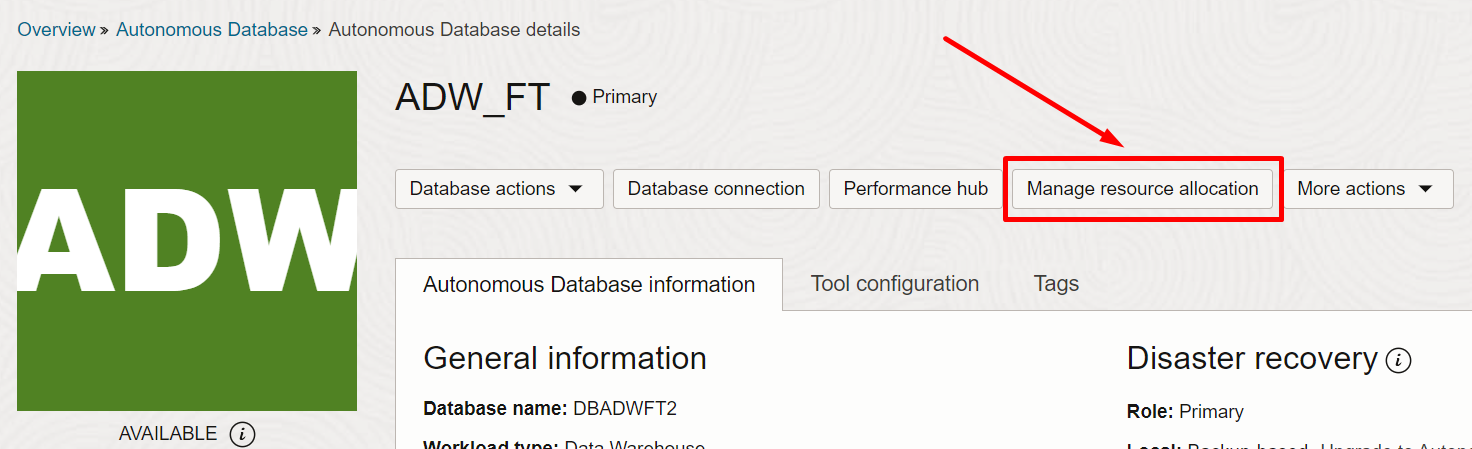 Overview » Autonomous Database » Autonomous Database details
ADW
AVAILABLE i
ADW_FT ● Primary
Database actions Database connection Performance hub Manage resource allocation More actions
Autonomous Database information Tool configuration Tags
General information
Database name: DBADWFT2
Workload type: Data Warehouse
Disaster recovery i
Role: Primary
Local: Backup-based, Upgrade to